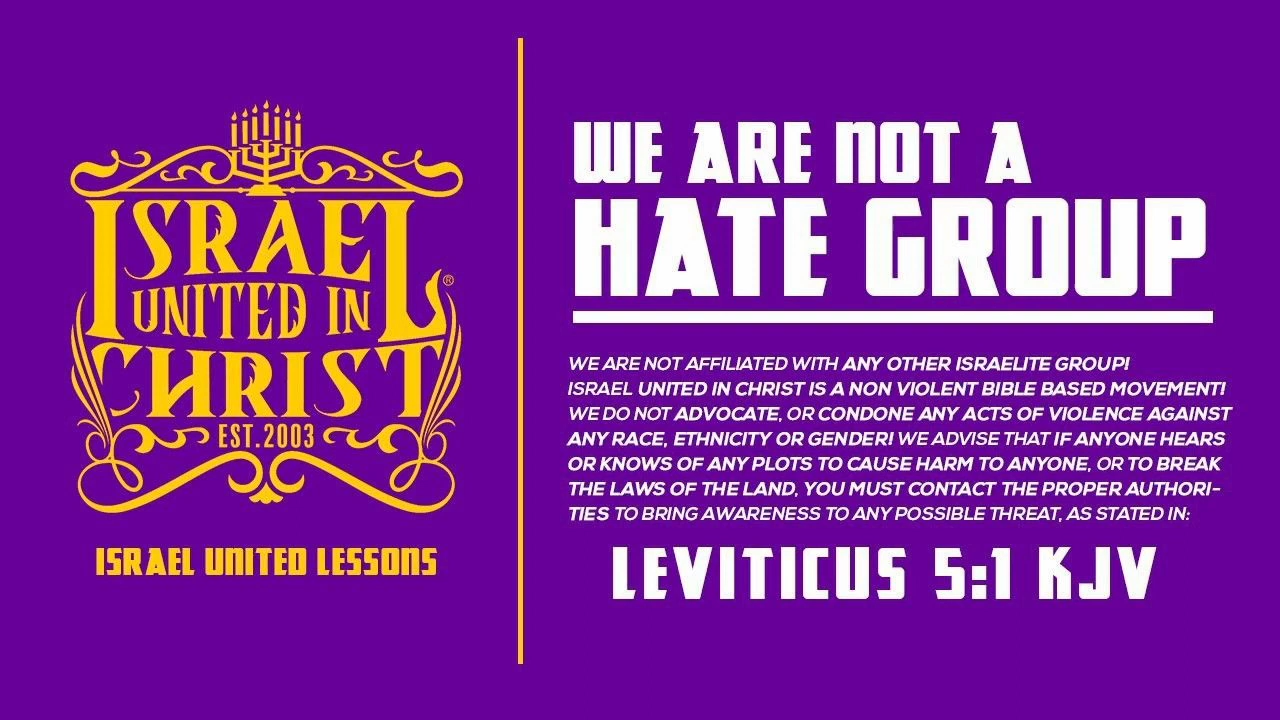 ISRAEL
UNITED IN
CHRIST
®
EST.2003
ISRAEL UNITED LESSONS
WE ARE NOT A
HATE GROUP
WE ARE NOT AFFILIATED WITH ANY OTHER ISRAELITE GROUP!
ISRAEL UNITED IN CHRIST IS A NON VIOLENT BIBLE BASED MOVEMENT!
WE DO NOT ADVOCATE, OR CONDONE ANY ACTS OF VIOLENCE AGAINST
ANY RACE, ETHNICITY OR GENDER! WE ADVISE THAT IF ANYONE HEARS
OR KNOWS OF ANY PLOTS TO CAUSE HARM TO ANYONE, OR TO BREAK
THE LAWS OF THE LAND, YOU MUST CONTACT THE PROPER AUTHORI-
TIES TO BRING AWARENESS TO ANY POSSIBLE THREAT, AS STATED IN:
LEVITICUS 5:1 KJV